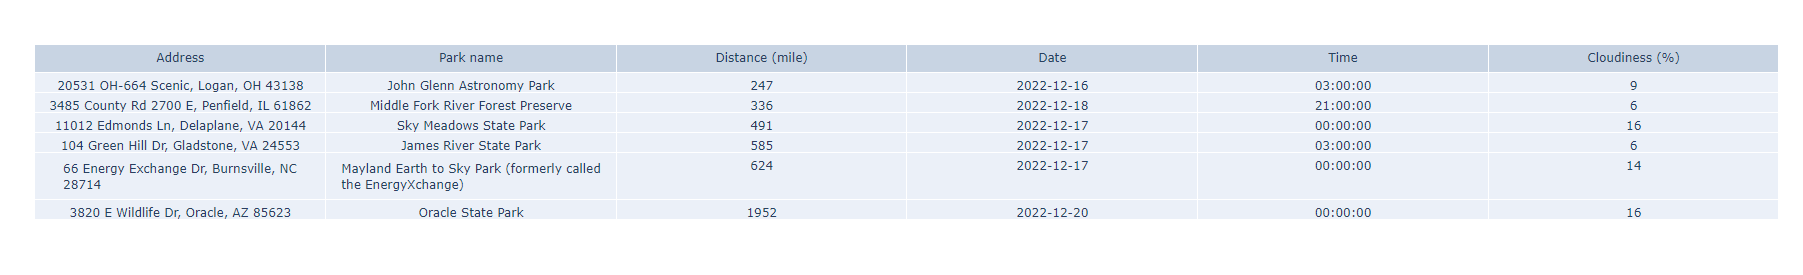 Address Park name Distance (mile) Date Time Cloudiness (%)
20531 OH-664 Scenic, Logan, OH 43138 John Glenn Astronomy Park 247 2022-12-16 03:00:00 9
3485 County Rd 2700 E, Penfield, IL 61862 Middle Fork River Forest Preserve 336 2022-12-18 21:00:00 6
11012 Edmonds Ln, Delaplane, VA 20144 Sky Meadows State Park 491 2022-12-17 00:00:00 16
104 Green Hill Dr, Gladstone, VA 24553 James River State Park 585 2022-12-17 03:00:00 6
66 Energy Exchange Dr, Burnsville, NC Mayland Earth to Sky Park (formerly called 624 2022-12-17 00:00:00 14
28714 the EnergyXchange)
3820 E Wildlife Dr, Oracle, AZ 85623 Oracle State Park 1952 2022-12-20 00:00:00 16